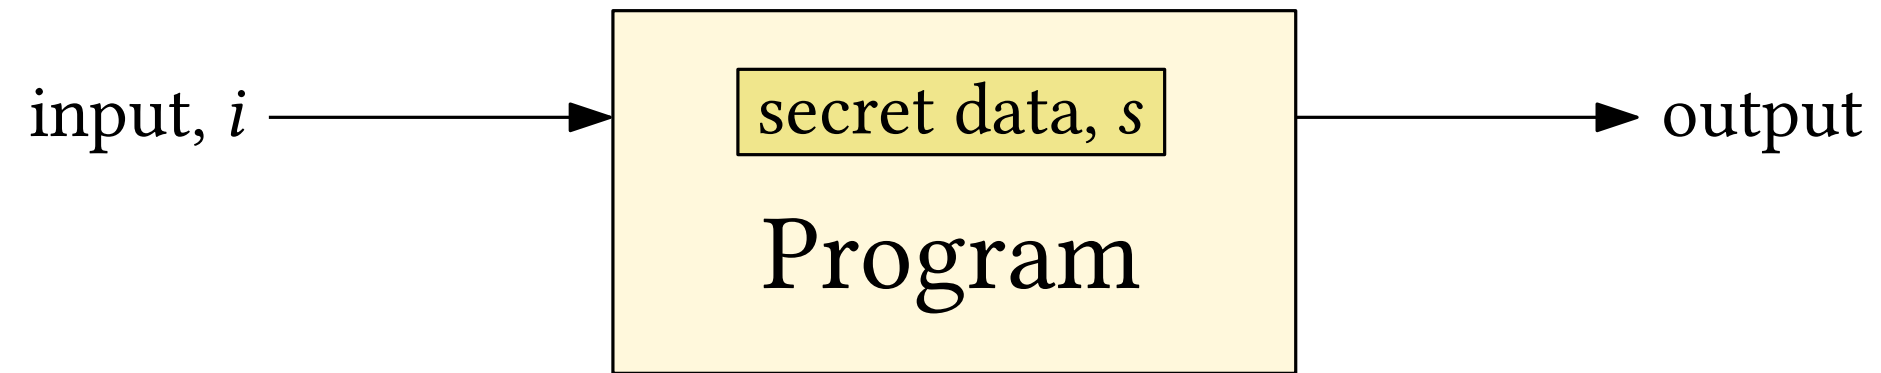 input, i
secret data, s
Program
output